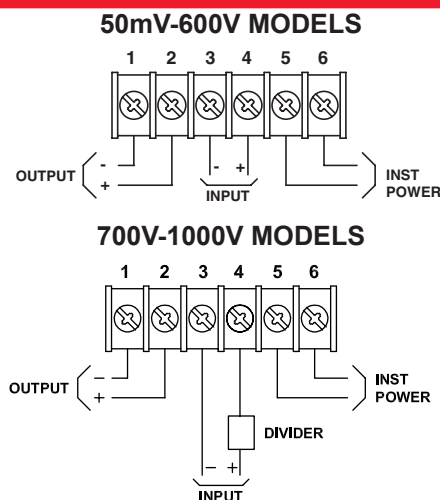 50mV-600V MODELS
1 2 3 4 5 6
OUTPUT - +
- +
INPUT
INST
POWER
700V-1000V MODELS
1 2 3 4 5 6
OUTPUT − +
INST
POWER
DIVIDER
− +
INPUT